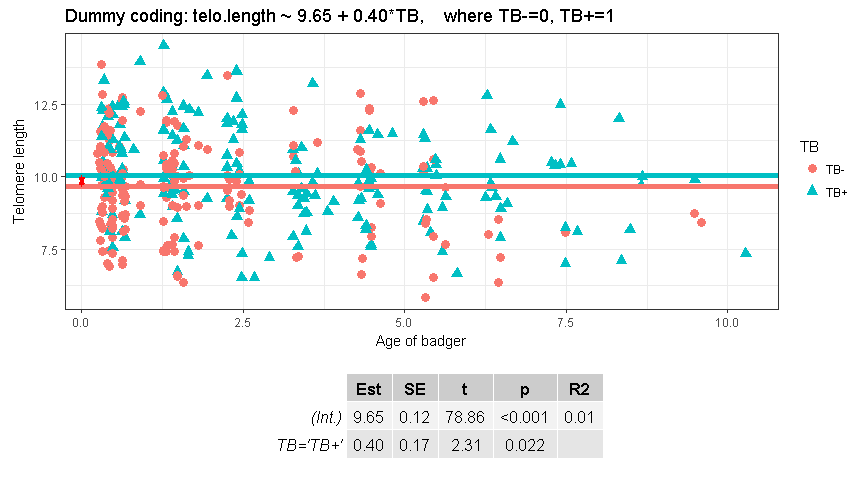 Dummy coding: telo.length ~ 9.65 + 0.40*TB, where TB-=0, TB+=1
Telomere length
12.5
10.0
7.5
0.0 2.5 5.0 7.5 10.0
Age of badger
TB
TB-
TB+
Est SE t p R2
(Int.) 9.65 0.12 78.86 <0.001 0.01
TB='TB+' 0.40 0.17 2.31 0.022